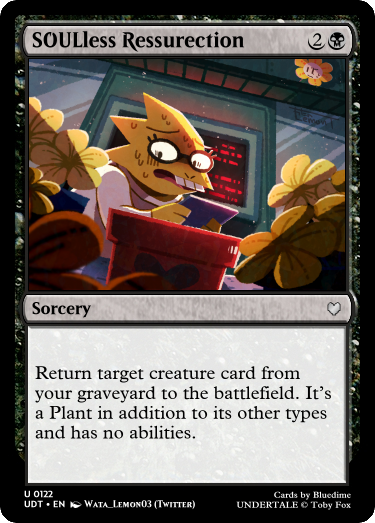 SOULless Ressurection 2
Sorcery
Return target creature card from
your graveyard to the battlefield. It's
a Plant in addition to its other types
and has no abilities.
U 0122 Cards by Bluedime
UDT • EN Wata_Lemon03 (Twitter) UNDERTALE © Toby Fox